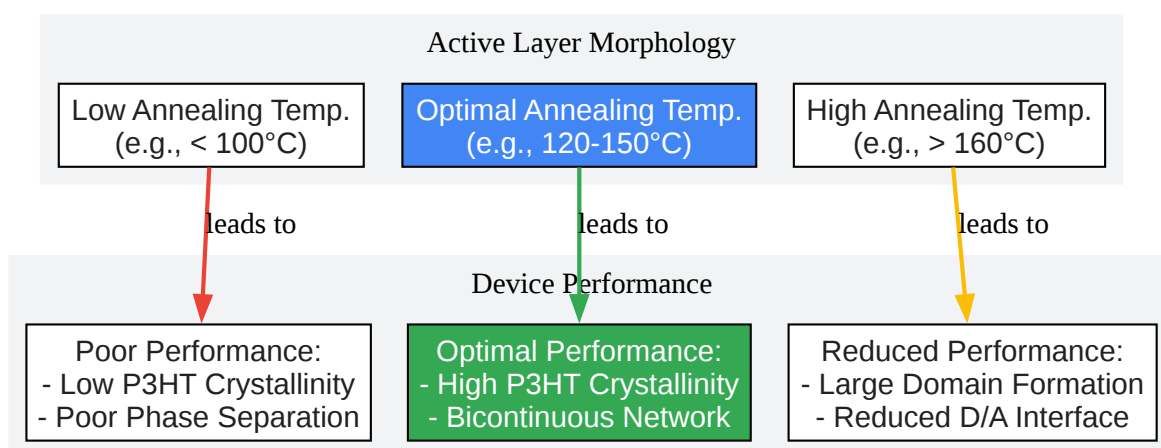 Active Layer Morphology
Low Annealing Temp.
(e.g., < 100°C)
Optimal Annealing Temp.
(e.g., 120-150°C)
High Annealing Temp.
(e.g., > 160°C)
leads to
leads to
leads to
Device Performance
Poor Performance:
- Low P3HT Crystallinity
- Poor Phase Separation
Optimal Performance:
- High P3HT Crystallinity
- Bicontinuous Network
Reduced Performance:
- Large Domain Formation
- Reduced D/A Interface